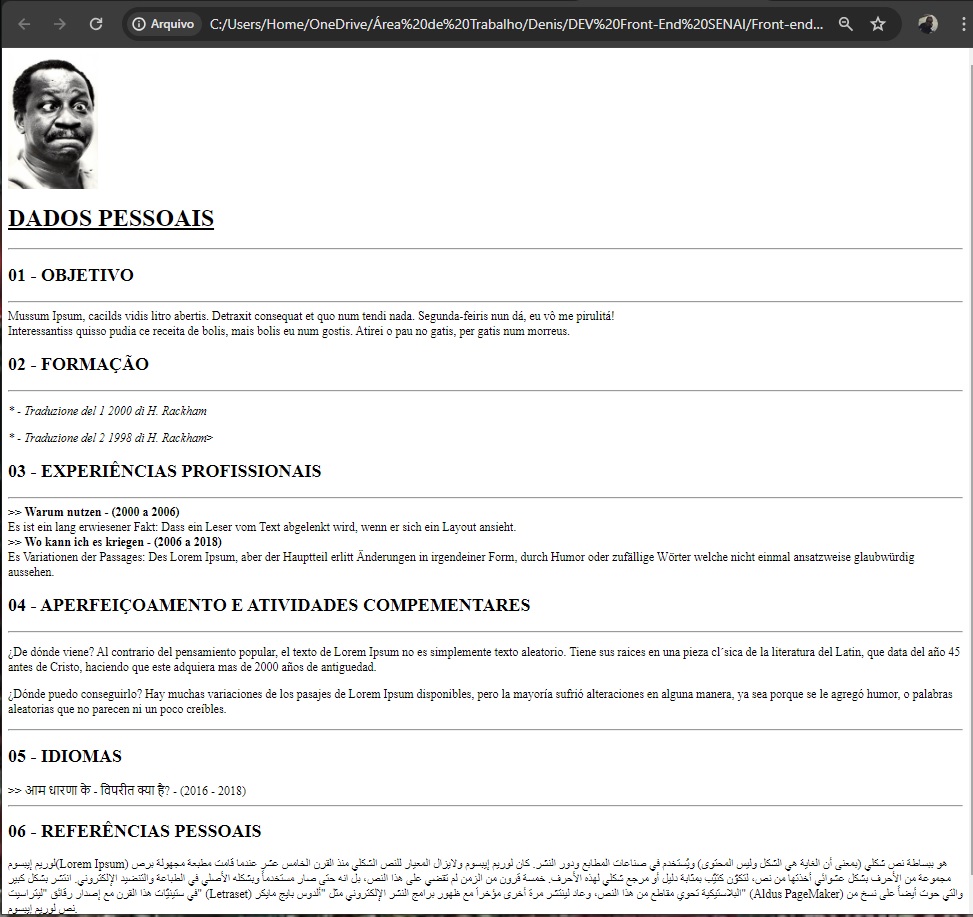 Arquivo C:/Users/Home/OneDrive/Área%20de%20Trabalho/Denis/DEV%20Front-End%20SENAI/Front-end...
DADOS PESSOAIS
01 - OBJETIVO
Mussum Ipsum, cacilds vidis litro abertis. Detraxit consequat et quo num tendi nada. Segunda-feiris nun dá, eu vô me pirulitá!
Interessantiss quisso pudia ce receita de bolis, mais bolis eu num gostis. Atirei o pau no gatis, per gatis num morreus.
02 - FORMAÇÃO
* - Traduzione del 1 2000 di H. Rackham
* - Traduzione del 2 1998 di H. Rackham>
03 - EXPERIÊNCIAS PROFISSIONAIS
>> Warum nutzen - (2000 a 2006)
Es ist ein lang erwiesener Fakt: Dass ein Leser vom Text abgelenkt wird, wenn er sich ein Layout ansieht.
>> Wo kann ich es kriegen - (2006 a 2018)
Es Variationen der Passages: Des Lorem Ipsum, aber der Hauptteil erlitt Änderungen in irgendeiner Form, durch Humor oder zufällige Wörter welche nicht einmal ansatzweise glaubwürdig
aussehen.
04 - APERFEIÇOAMENTO E ATIVIDADES COMPEMENTARES
¿De dónde viene? Al contrario del pensamiento popular, el texto de Lorem Ipsum no es simplemente texto aleatorio. Tiene sus raices en una pieza cl´sica de la literatura del Latin, que data del año 45
antes de Cristo, haciendo que este adquiera mas de 2000 años de antiguedad.
¿Dónde puedo conseguirlo? Hay muchas variaciones de los pasajes de Lorem Ipsum disponibles, pero la mayoría sufrió alteraciones en alguna manera, ya sea porque se le agregó humor, o palabras
aleatorias que no parecen ni un poco creíbles.
05 - IDIOMAS
>> आम धारणा के - विपरीत क्या है? - (2016 - 2018)
06 - REFERÊNCIAS PESSOAIS
لوريم إيبسوم(Lorem Ipsum) هو ببساطة نص شكلي (بمعنى أن الغاية هي الشكل وليس المحتوى) ويُستخدم في صناعات المطابع ودور النشر. كان لوريم إيبسوم ولايزال المعيار للنص الشكلي منذ القرن الخامس عشر عندما قامت مطبعة مجهولة برص
مجموعة من الأحرف بشكل عشوائي أخذتها من نص، لتكوّن كتيّب بمثابة دليل أو مرجع شكلي لهذه الأحرف. خمسة قرون من الزمن لم تقضي على هذا النص، بل انه حتى صار مستخدماً وبشكله الأصلي في الطباعة والتنضيد الإلكتروني. انتشر بشكل كبير
في ستينيّات هذا القرن مع إصدار رقائق "ليتراسيت" (Letraset) البلاستيكية تحوي مقاطع من هذا النص، وعاد لينتشر مرة أخرى مؤخراَ مع ظهور برامج النشر الإلكتروني مثل "ألدوس بايج مايكر" (Aldus PageMaker) والتي حوت أيضاً على نسخ من
نص لوريم إيبسوم.